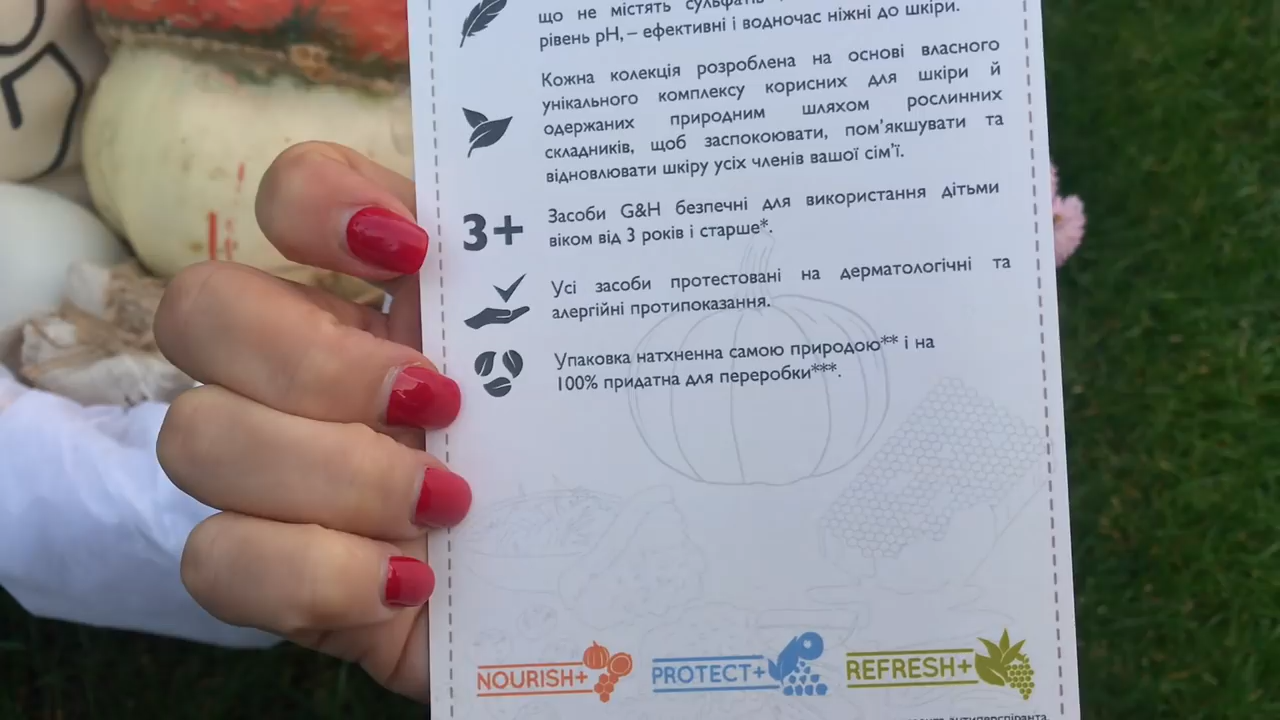 що не містять сульфатів
рівень pH, – ефективні і водночас ніжні до шкіри.
Кожна колекція розроблена на основі власного
унікального комплексу корисних для шкіри й
одержаних природним шляхом рослинних
складників, щоб заспокоювати, пом’якшувати та
відновлювати шкіру усіх членів вашої сім’ї.
3+
Засоби G&H безпечні для використання дітьми
віком від 3 років і старше*.
Усі засоби протестовані на дерматологічні та
алергійні протипоказання.
Упаковка натхненна самою природою** і на
100% придатна для переробки***.
NOURISH+ PROTECT+ REFRESH+
антиперспіранта.